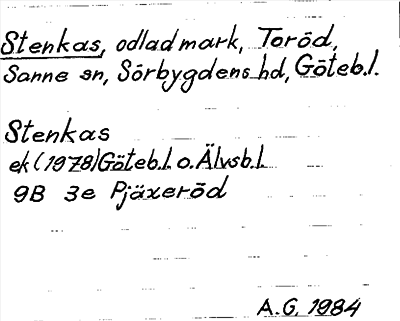 Stenkas, odlad mark, Toröd,
Sanne sn, Sörbygdens hd, Göteb.l.
Stenkas
ek (1978) Göteb.l. o. Älvsb.l.
9B 3e Pjäxeröd
A.G. 1984